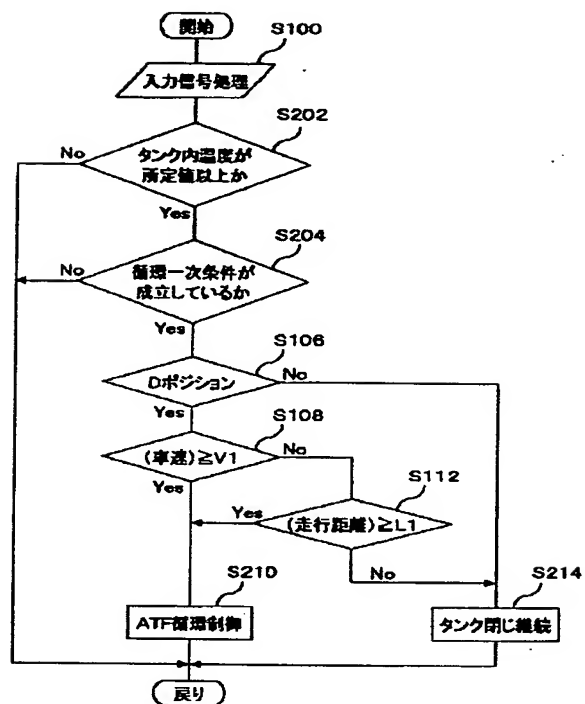 開始
S100
入力信号処理
S202
タンク内温度が
所定値以上か
No
Yes
S204
循環一次条件が
成立しているか
No
Yes
S106
Dポジション
No
Yes
S108
(車速)≧V1
No
Yes
S112
(走行距離)≧L1
Yes
No
S210
ATF循環制御
S214
タンク閉じ継続
戻り